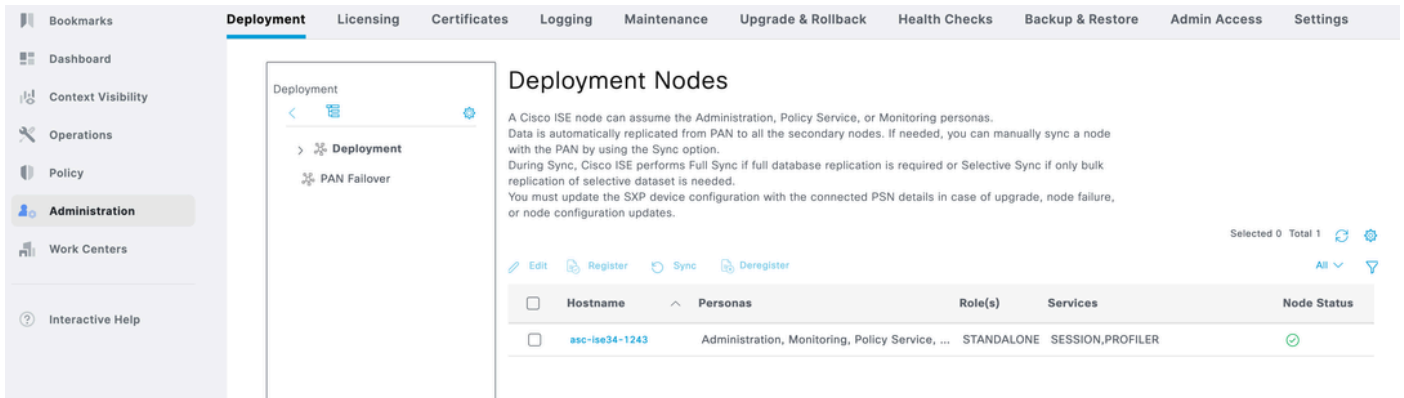 Bookmarks
Dashboard
Context Visibility
Operations
Policy
Administration
Work Centers
Interactive Help
Deployment Licensing Certificates Logging Maintenance Upgrade & Rollback Health Checks Backup & Restore Admin Access Settings
Deployment
Deployment
PAN Failover
Deployment Nodes
A Cisco ISE node can assume the Administration, Policy Service, or Monitoring personas.
Data is automatically replicated from PAN to all the secondary nodes. If needed, you can manually sync a node
with the PAN by using the Sync option.
During Sync, Cisco ISE performs Full Sync if full database replication is required or Selective Sync if only bulk
replication of selective dataset is needed.
You must update the SXP device configuration with the connected PSN details in case of upgrade, node failure,
or node configuration updates.
Selected 0 Total 1
Edit Register Sync Deregister All
Hostname Personas Role(s) Services Node Status
asc-ise34-1243 Administration, Monitoring, Policy Service, ... STANDALONE SESSION,PROFILER